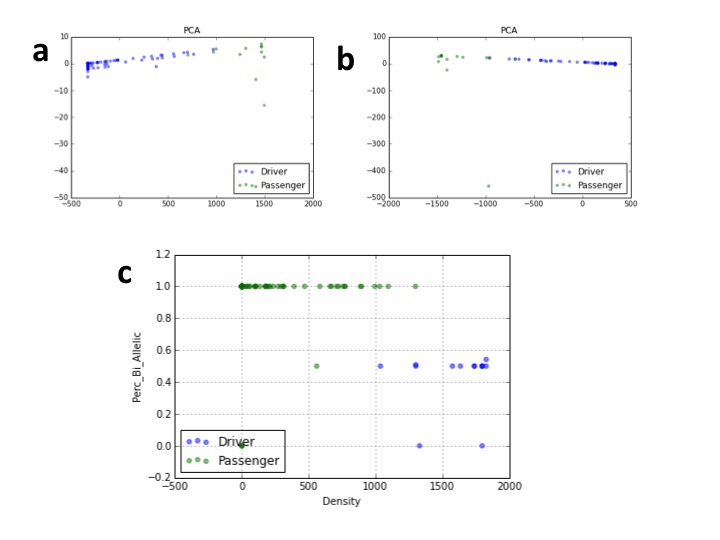 a
PCA
10
0
−10
−20
−30
−40
−50
−500 0 500 1000 1500 2000
Driver
Passenger
b
PCA
100
0
−100
−200
−300
−400
−500
−2000 −1500 −1000 −500 0 500
Driver
Passenger
c
1.2
1.0
0.8
0.6
0.4
0.2
0.0
−0.2
Perc_Bi_Allelic
−500 0 500 1000 1500 2000
Density
Driver
Passenger